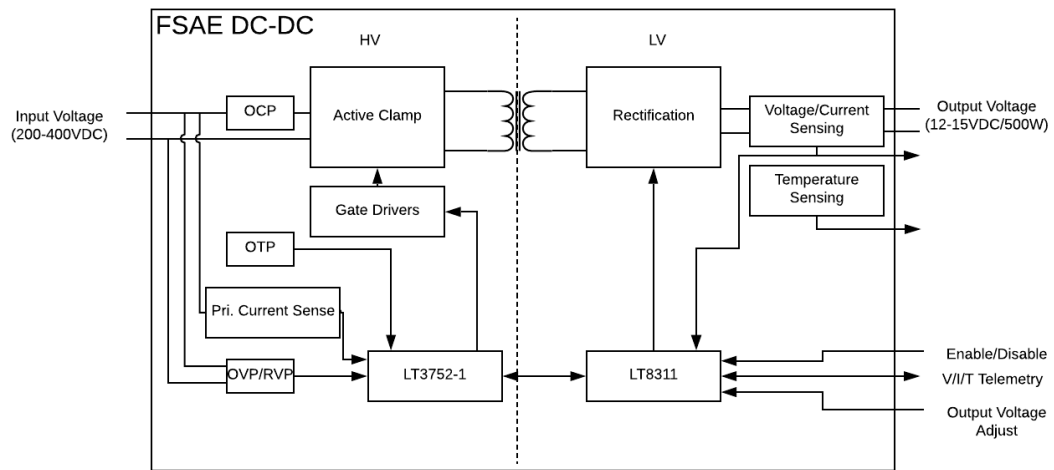 FSAE DC-DC
HV
LV
Input Voltage
(200-400VDC)
OCP
Active Clamp
Rectification
Voltage/Current
Sensing
Output Voltage
(12-15VDC/500W)
Temperature
Sensing
Gate Drivers
OTP
Pri. Current Sense
OVP/RVP
LT3752-1
LT8311
Enable/Disable
V/I/T Telemetry
Output Voltage
Adjust